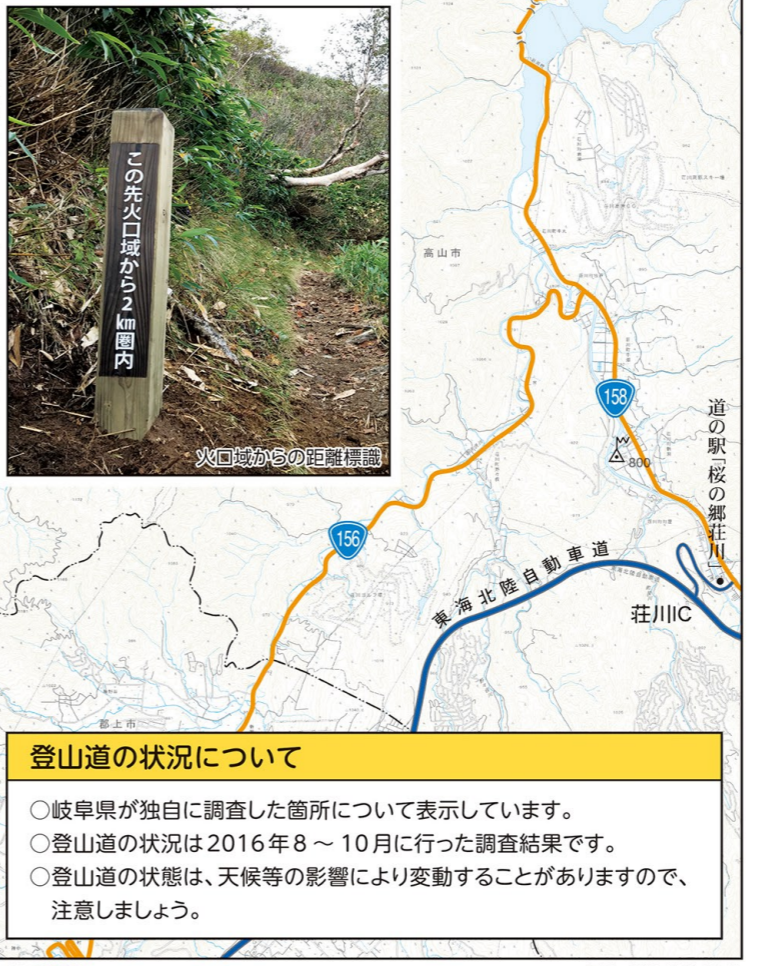 この先火口域から2km圏内
火口域からの距離標識
高山市
158
800
道の駅「桜の郷荘川」
156
東海北陸自動車道
荘川IC
郡上市
登山道の状況について
○岐阜県が独自に調査した箇所について表示しています。
○登山道の状況は2016年8～10月に行った調査結果です。
○登山道の状態は、天候等の影響により変動することがありますので、
注意しましょう。